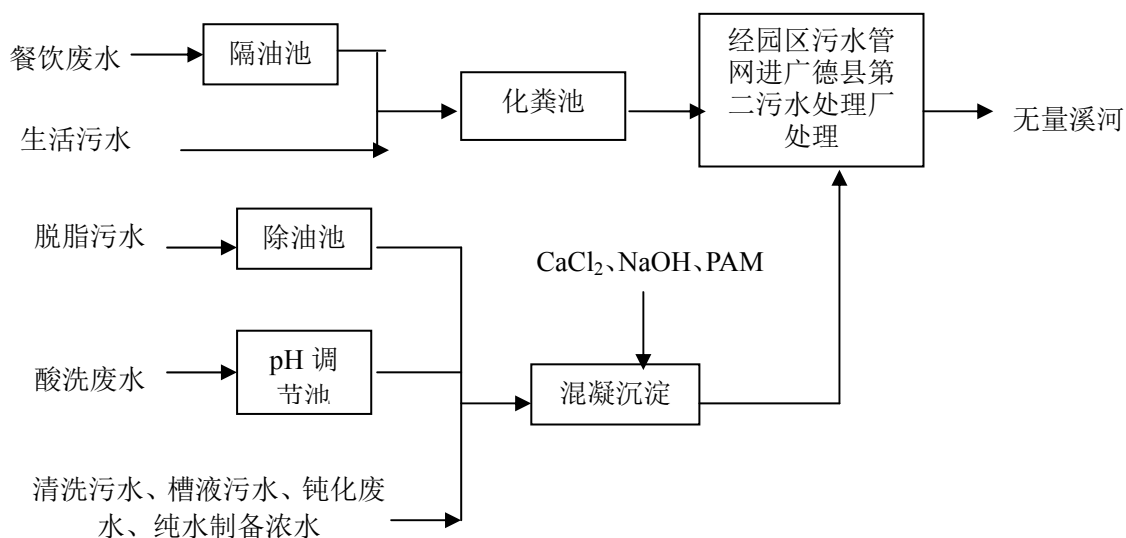 餐饮废水
隔油池
生活污水
化粪池
经园区污水管
网进广德县第
二污水处理厂
处理
无量溪河
脱脂污水
除油池
CaCl₂、NaOH、PAM
酸洗废水
pH 调
节池
混凝沉淀
清洗污水、槽液污水、钝化废
水、纯水制备浓水